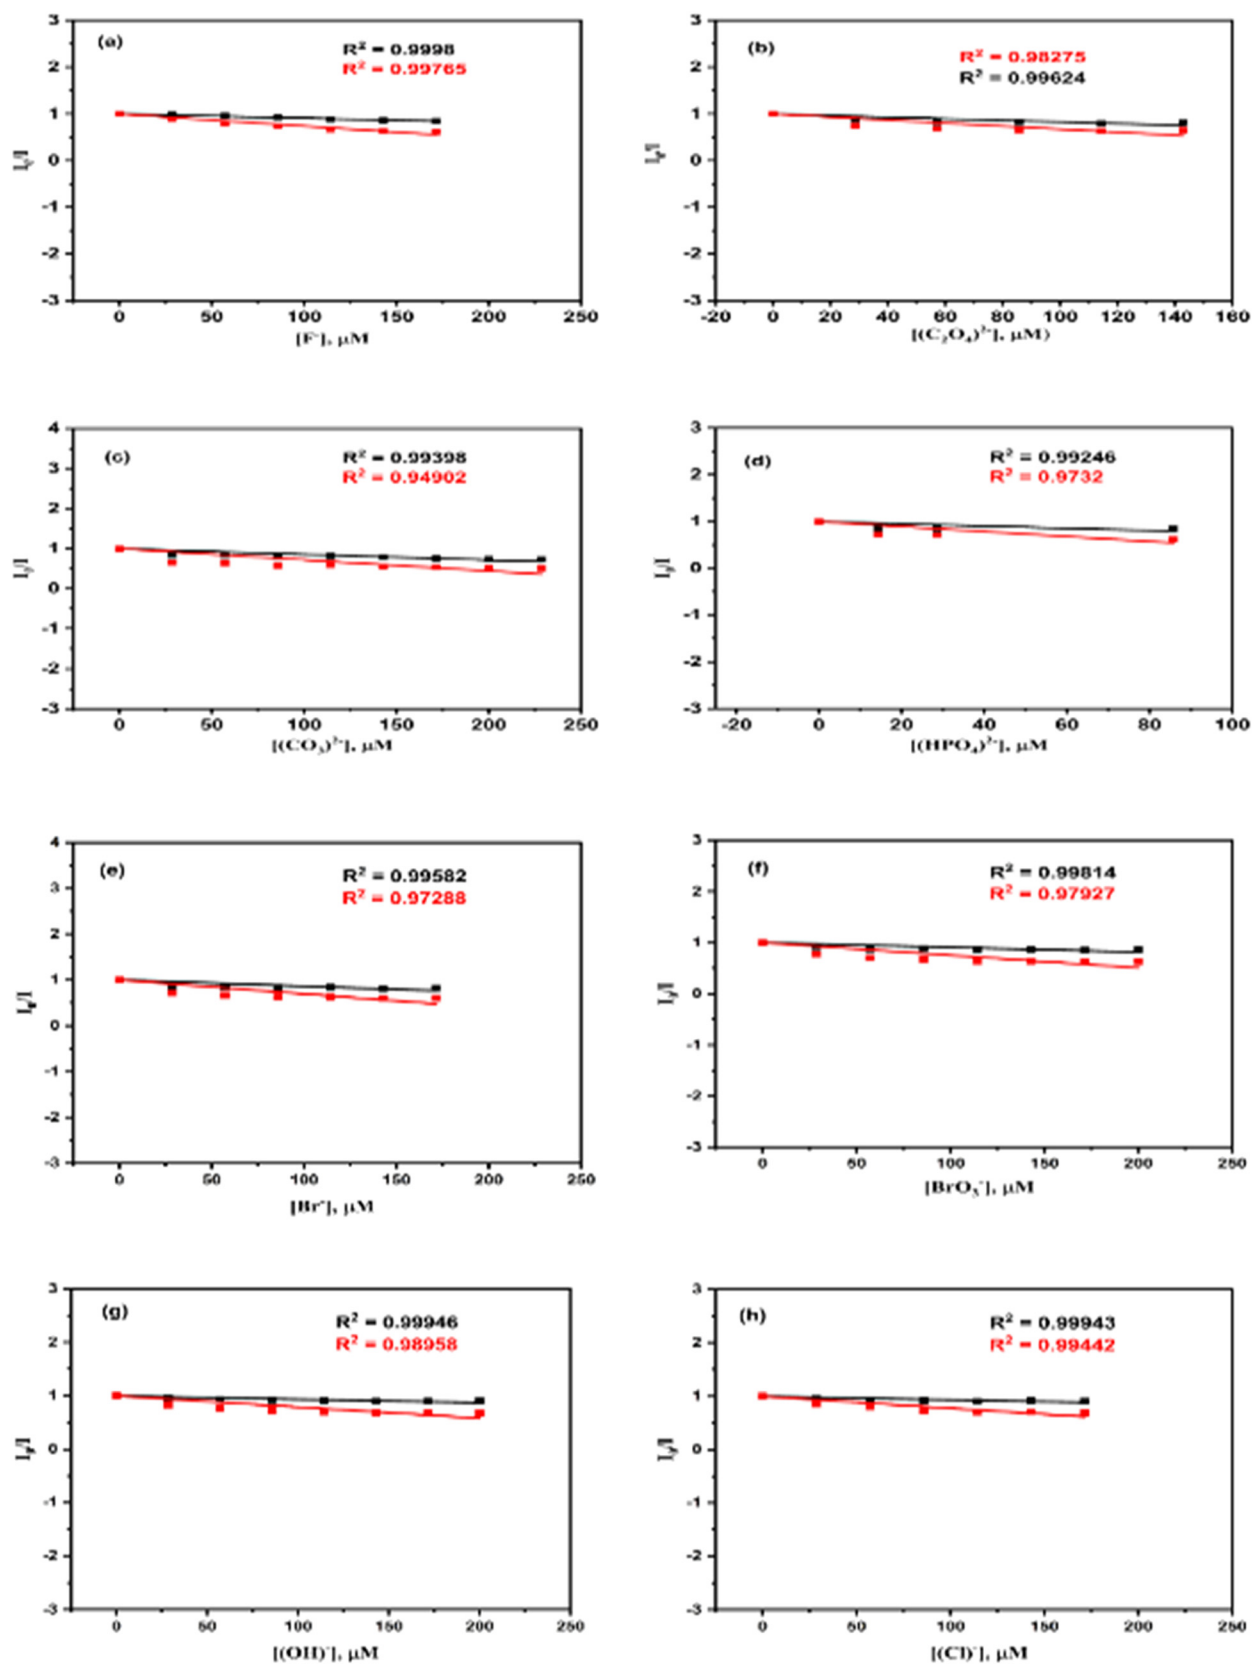 (a)
R² = 0.9998
R² = 0.99765
3
2
1
0
-1
-2
-3
I₀/I
0 50 100 150 200 250
[F⁻], µM
(b)
R² = 0.98275
R² = 0.99624
3
2
1
0
-1
-2
-3
I₀/I
-20 0 20 40 60 80 100 120 140 160
[(C₂O₄)²⁻], µM)
(c)
R² = 0.99398
R² = 0.94902
4
3
2
1
0
-1
-2
-3
I₀/I
0 50 100 150 200 250
[(CO₃)²⁻], µM
(d)
R² = 0.99246
R² = 0.9732
3
2
1
0
-1
-2
-3
I₀/I
-20 0 20 40 60 80 100
[(HPO₄)²⁻], µM
(e)
R² = 0.99582
R² = 0.97288
4
3
2
1
0
-1
-2
-3
I₀/I
0 50 100 150 200 250
[Br⁻], µM
(f)
R² = 0.99814
R² = 0.97927
3
2
1
0
-1
-2
-3
I₀/I
0 50 100 150 200 250
[BrO₃⁻], µM
(g)
R² = 0.99946
R² = 0.98958
3
2
1
0
-1
-2
-3
I₀/I
0 50 100 150 200 250
[(OH)⁻], µM
(h)
R² = 0.99943
R² = 0.99442
3
2
1
0
-1
-2
-3
I₀/I
0 50 100 150 200 250
[(Cl)⁻], µM